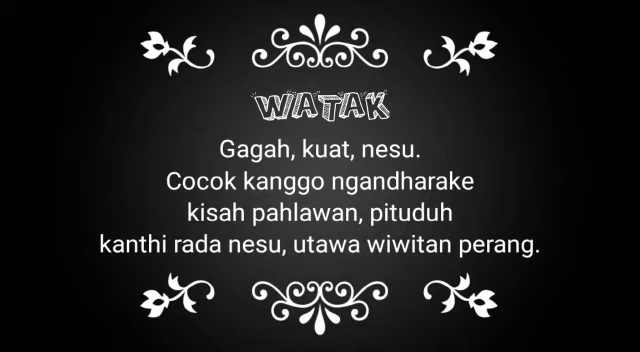 WATAK
Gagah, kuat, nesu.
Cocok kanggo ngandharake
kisah pahlawan, pituduh
kanthi rada nesu, utawa wiwitan perang.